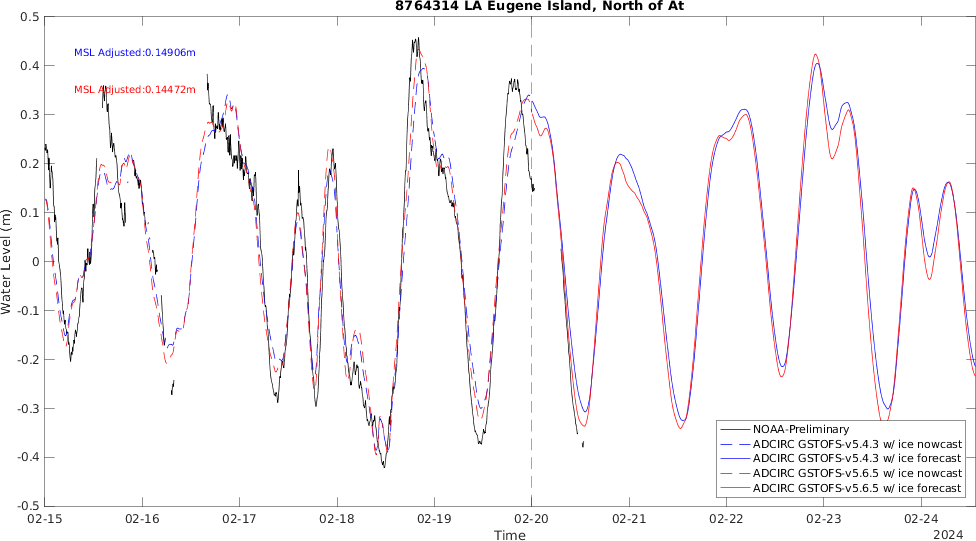 8764314 LA Eugene Island, North of At
MSL Adjusted:0.14906m
MSL Adjusted:0.14472m
Water Level (m)
0.5
0.4
0.3
0.2
0.1
0
-0.1
-0.2
-0.3
-0.4
-0.5
NOAA-Preliminary
ADCIRC GSTOFS-v5.4.3 w/ ice nowcast
ADCIRC GSTOFS-v5.4.3 w/ ice forecast
ADCIRC GSTOFS-v5.6.5 w/ ice nowcast
ADCIRC GSTOFS-v5.6.5 w/ ice forecast
02-15 02-16 02-17 02-18 02-19 02-20 02-21 02-22 02-23 02-24
Time
2024